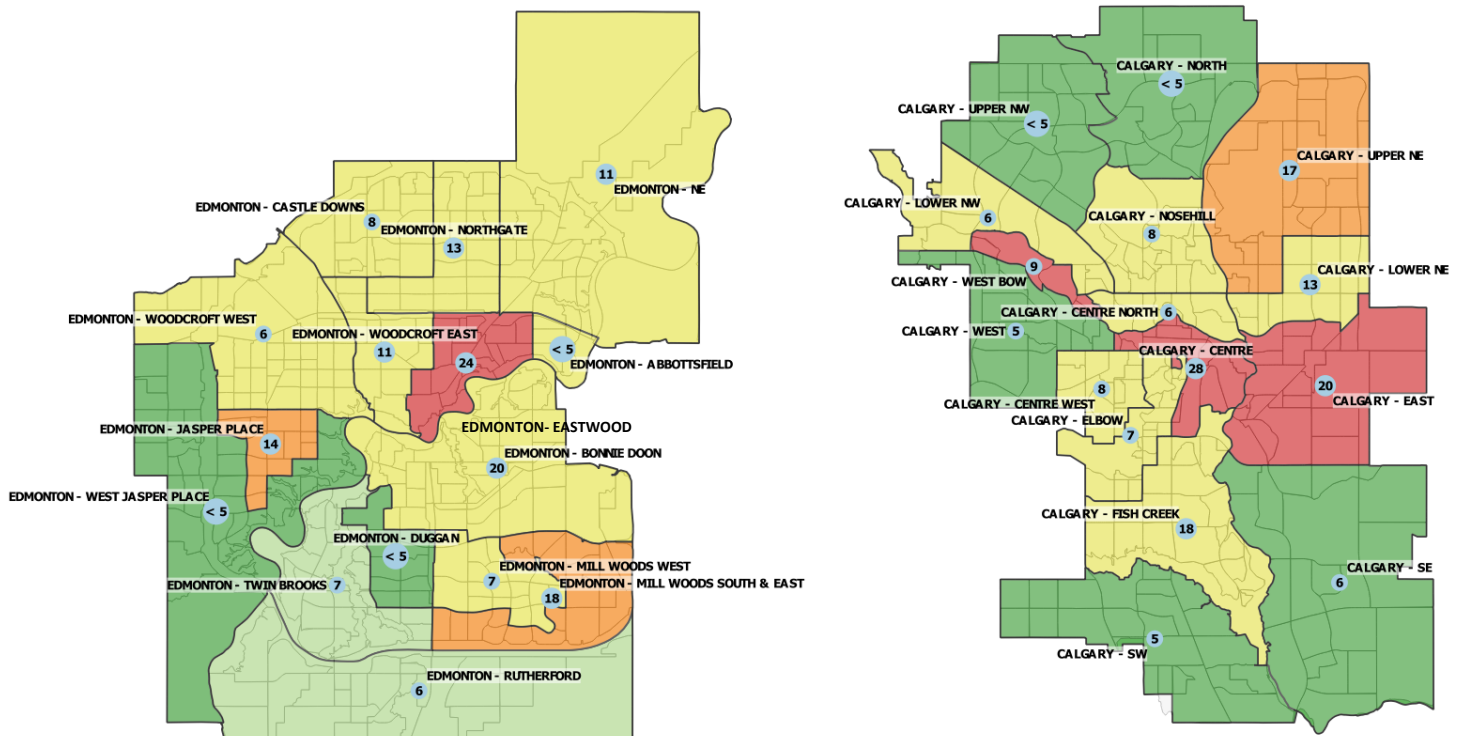 EDMONTON - NE
11
EDMONTON - CASTLE DOWNS
8
EDMONTON - NORTHGATE
13
EDMONTON - WOODCROFT WEST
6
EDMONTON - WOODCROFT EAST
11
24
< 5
EDMONTON - ABBOTTSFIELD
EDMONTON - JASPER PLACE
14
EDMONTON- EASTWOOD
EDMONTON - BONNIE DOON
20
EDMONTON - WEST JASPER PLACE
< 5
EDMONTON - DUGGAN
< 5
EDMONTON - MILL WOODS WEST
7
EDMONTON - MILL WOODS SOUTH & EAST
18
EDMONTON - TWIN BROOKS
7
EDMONTON - RUTHERFORD
6
CALGARY - NORTH
< 5
CALGARY - UPPER NW
< 5
CALGARY - UPPER NE
17
CALGARY - LOWER NW
6
CALGARY - NOSEHILL
8
CALGARY - LOWER NE
13
9
CALGARY - WEST BOW
CALGARY - CENTRE NORTH
6
CALGARY - WEST
5
CALGARY - CENTRE
28
CALGARY - EAST
20
8
CALGARY - CENTRE WEST
CALGARY - ELBOW
7
CALGARY - FISH CREEK
18
CALGARY - SE
6
5
CALGARY - SW